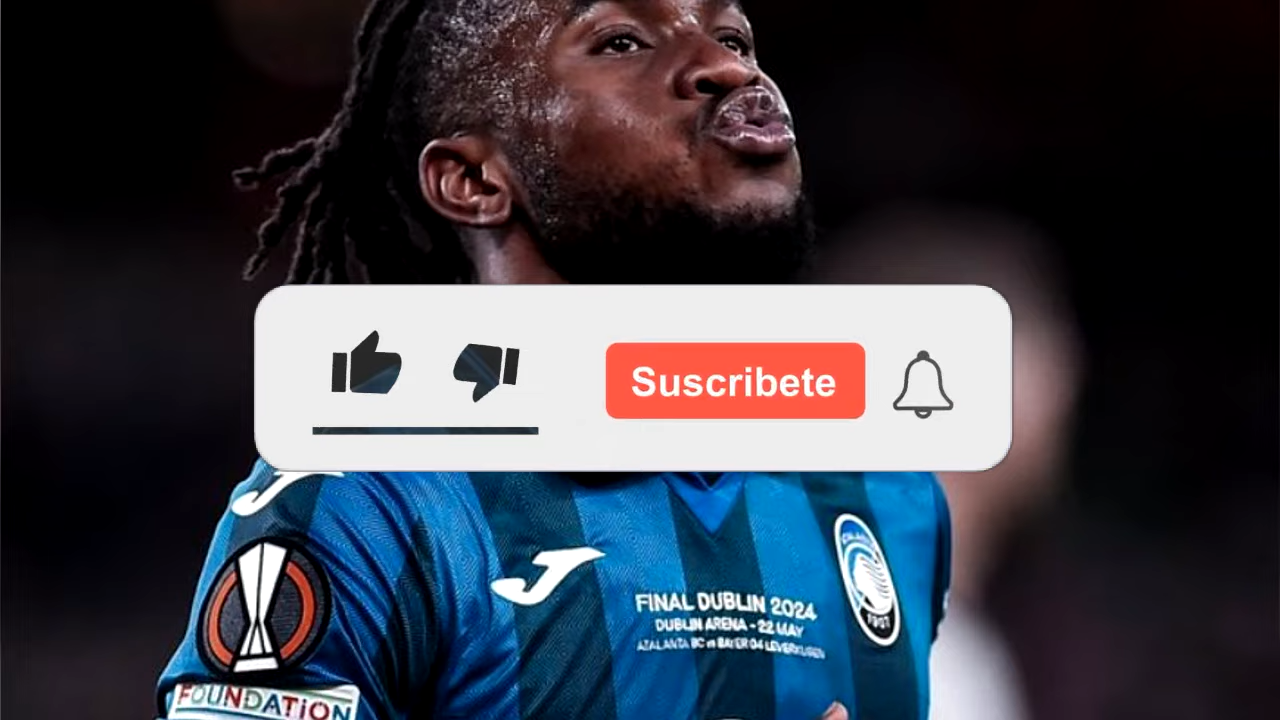 Suscribete
FINAL DUBLIN 2024
DUBLIN ARENA - 22 MAY
ATALANTA BC vs BAYER 04 LEVERKUSEN
FOUNDATION